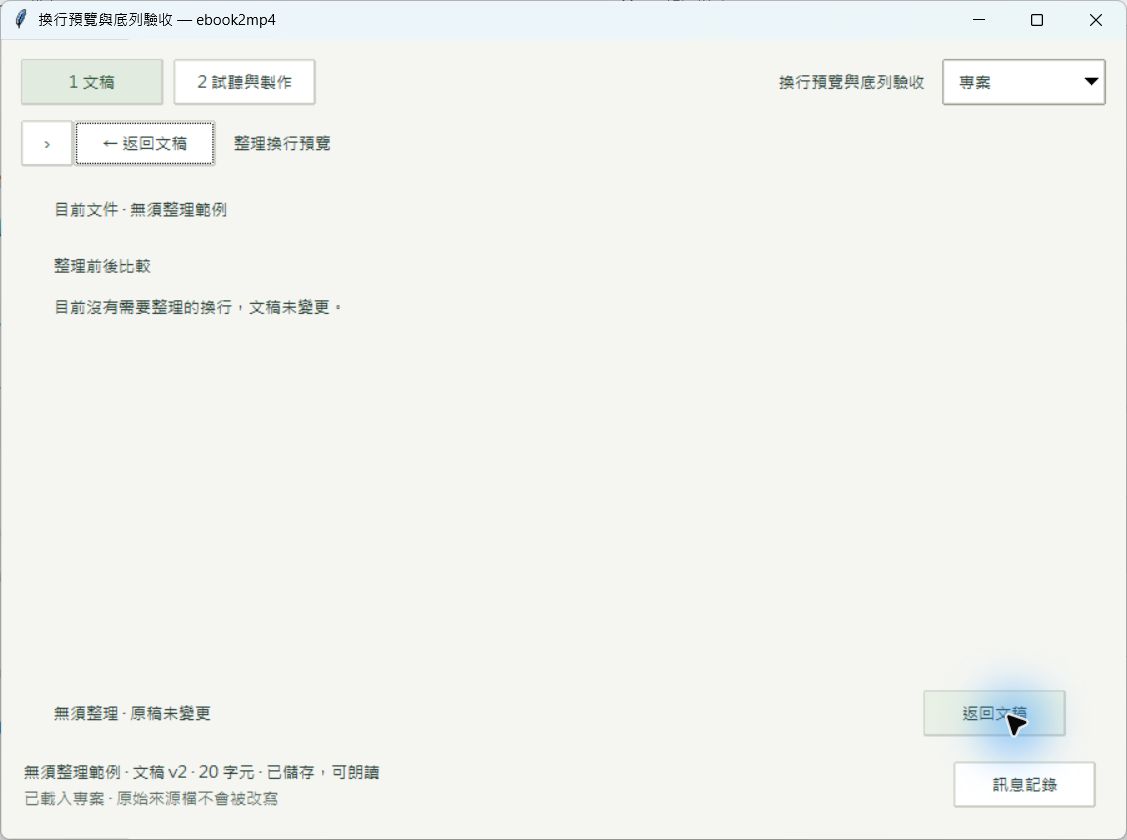 換行預覽與底列驗收 — ebook2mp4
1 文稿 2 試聽與製作 換行預覽與底列驗收 專案
› ← 返回文稿 整理換行預覽
目前文件 · 無須整理範例
整理前後比較
目前沒有需要整理的換行，文稿未變更。
無須整理 · 原稿未變更 返回文稿
無須整理範例 · 文稿 v2 · 20 字元 · 已儲存，可朗讀
已載入專案 · 原始來源檔不會被改寫
訊息記錄